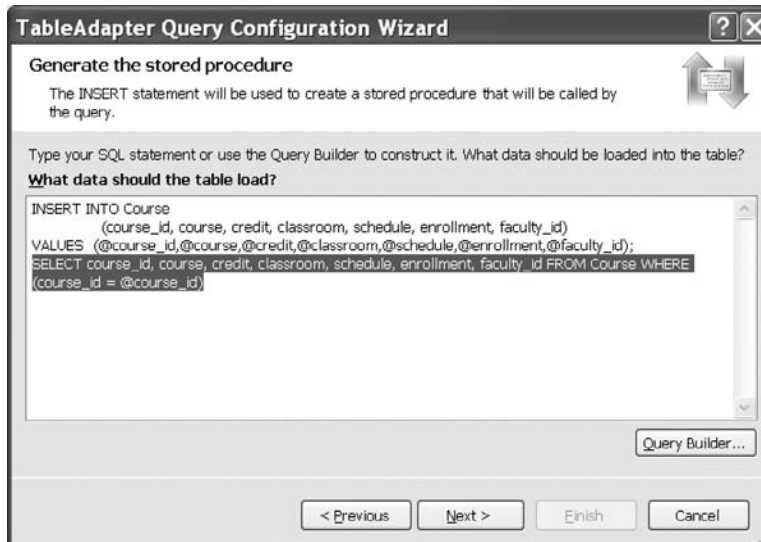 TableAdapter Query Configuration Wizard
Generate the stored procedure
The INSERT statement will be used to create a stored procedure that will be called by
the query.
Type your SQL statement or use the Query Builder to construct it. What data should be loaded into the table?
What data should the table load?
INSERT INTO Course
(course_id, course, credit, classroom, schedule, enrollment, faculty_id)
VALUES (@course_id,@course,@credit,@classroom,@schedule,@enrollment,@faculty_id);
SELECT course_id, course, credit, classroom, schedule, enrollment, faculty_id FROM Course WHERE
(course_id = @course_id)
Query Builder...
< Previous Next > Finish Cancel